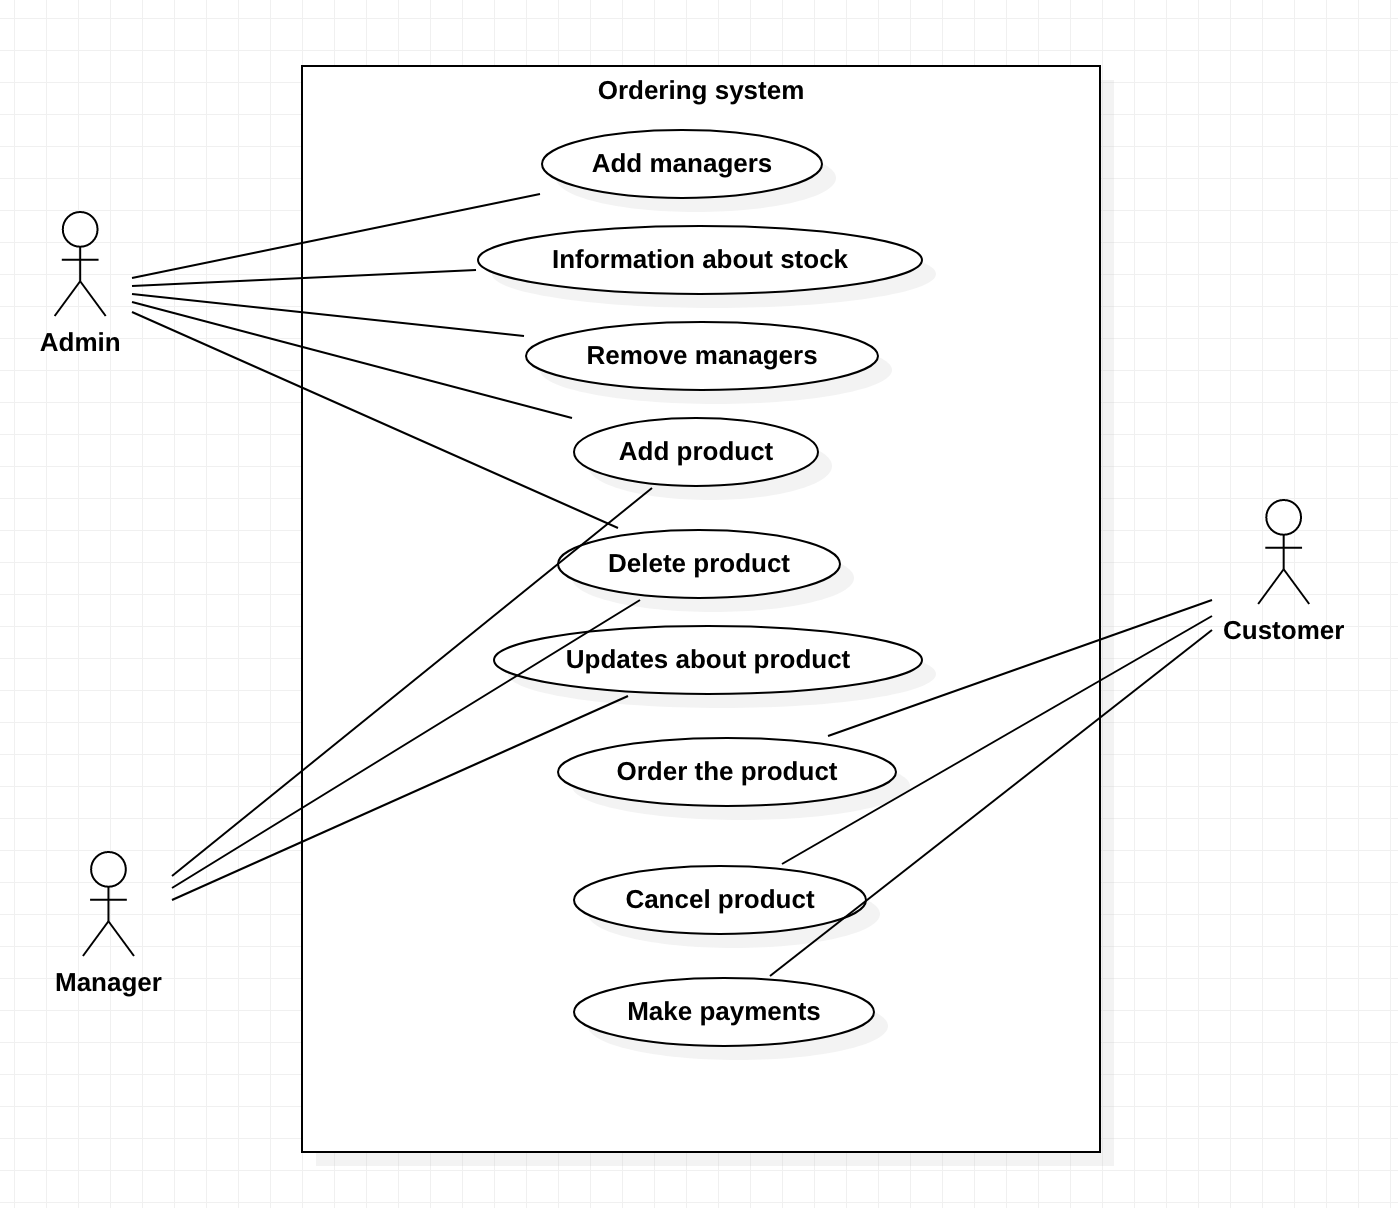 Ordering system
Add managers
Information about stock
Remove managers
Admin
Add product
Delete product
Customer
Updates about product
Order the product
Cancel product
Manager
Make payments